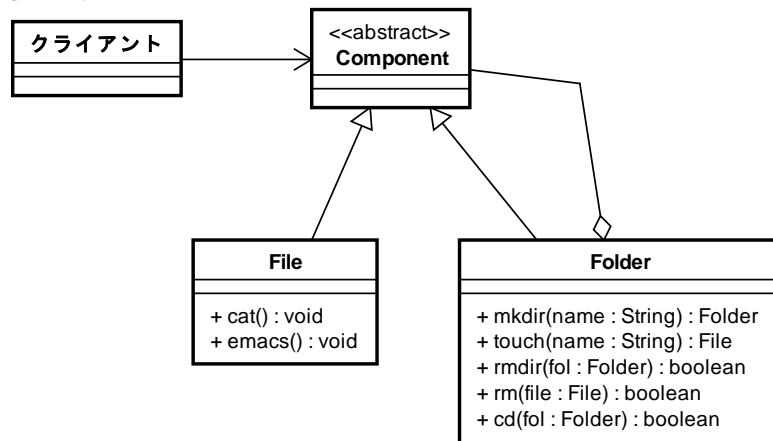 クライアント
<<abstract>>
Component
File
+ cat() : void
+ emacs() : void
Folder
+ mkdir(name : String) : Folder
+ touch(name : String) : File
+ rmdir(fol : Folder) : boolean
+ rm(file : File) : boolean
+ cd(fol : Folder) : boolean